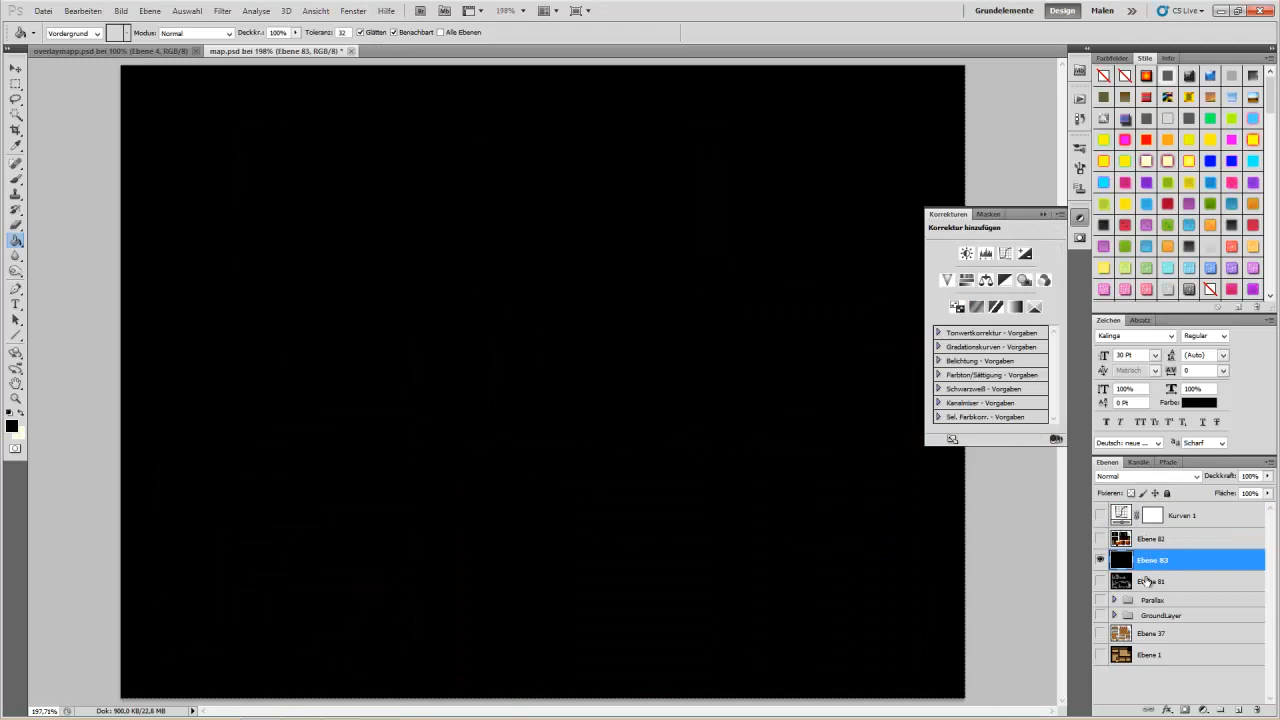 Ps Datei Bearbeiten Bild Ebene Auswahl Filter Analyse 3D Ansicht Fenster Hilfe Br Mb 198% Grundelemente Design Malen CS Live
Vordergrund Modus: Normal Deckkr.: 100% Toleranz: 32 Glätten Benachbart Alle Ebenen
overlaymapp.psd bei 100% (Ebene 4, RGB/8) map.psd bei 198% (Ebene 83, RGB/8) *
Farbfelder Stile Info
Korrekturen Masken
Korrektur hinzufügen
Tonwertkorrektur - Vorgaben
Gradationskurven - Vorgaben
Belichtung - Vorgaben
Farbton/Sättigung - Vorgaben
Schwarzweiß - Vorgaben
Kanalmixer - Vorgaben
Sel. Farbkorr. - Vorgaben
Zeichen Absatz
Kalinga Regular
30 Pt (Auto)
Metrisch 0
100% 100%
0 Pt Farbe:
Deutsch: neue ... Scharf
Ebenen Kanäle Pfade
Normal Deckkraft: 100%
Fixieren: Fläche: 100%
Kurven 1
Ebene 82
Ebene 83
Parallax
GroundLayer
Ebene 37
Ebene 1
197,71% Dok: 900,0 KB/22,8 MB